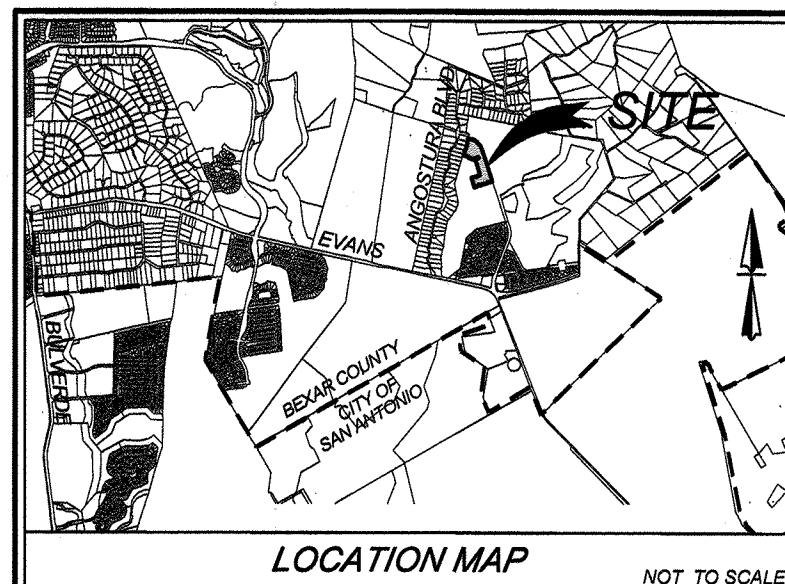 SITE
ANGOSTURA BLVD
EVANS
BULVERDE
BEXAR COUNTY
CITY OF
SAN ANTONIO
LOCATION MAP
NOT TO SCALE